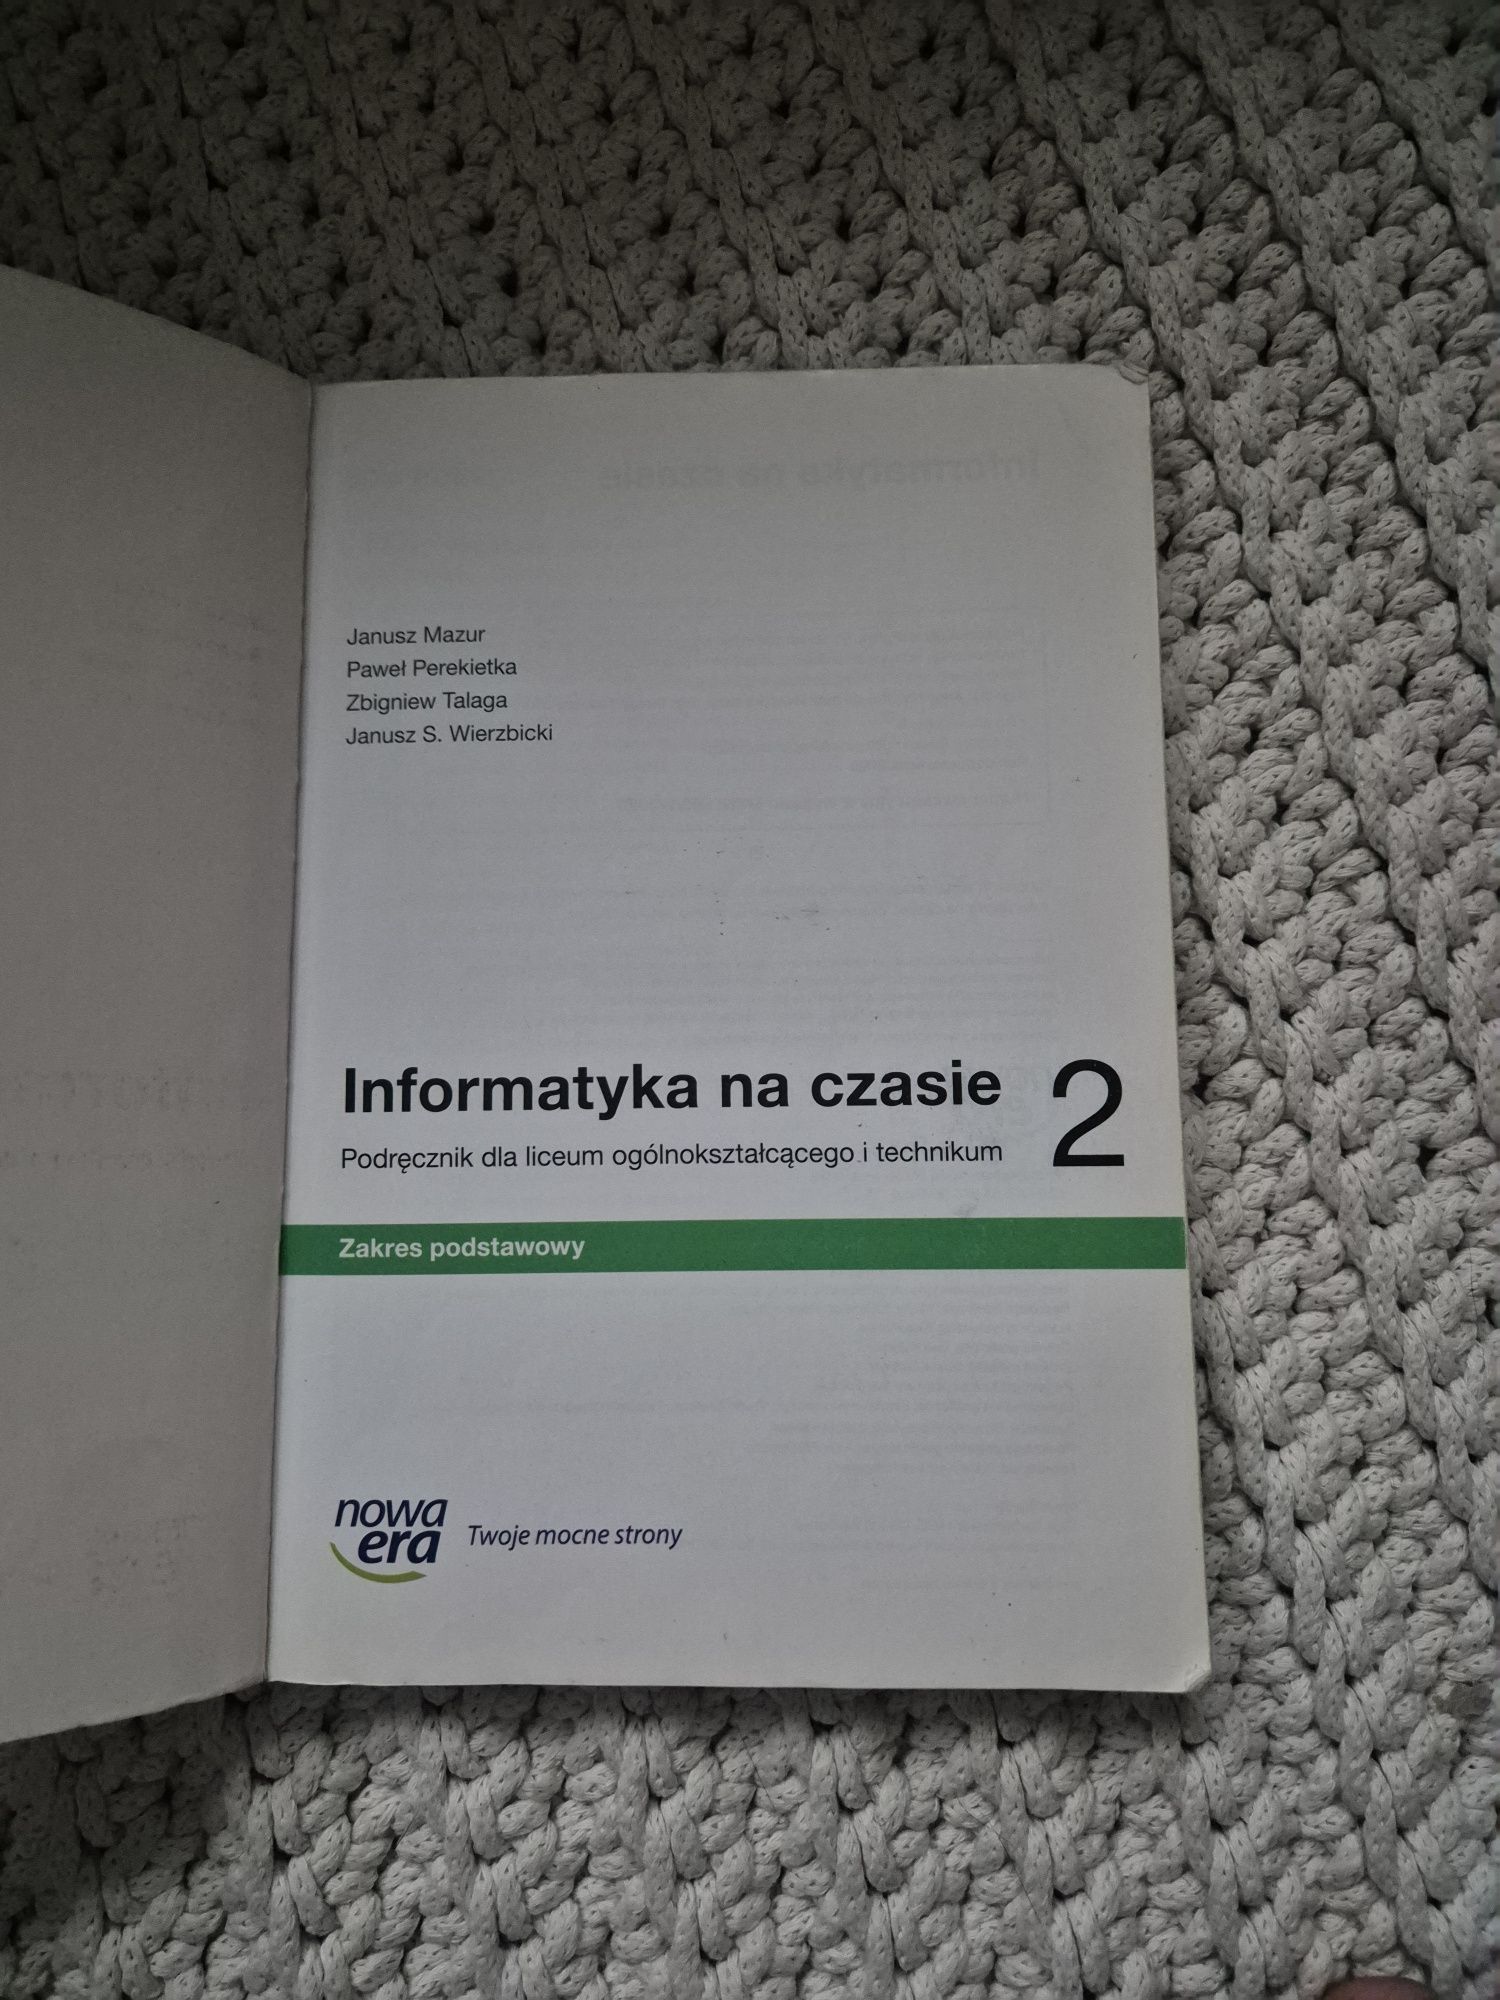 Janusz Mazur
Paweł Perekietka
Zbigniew Talaga
Janusz S. Wierzbicki
Informatyka na czasie 2
Podręcznik dla liceum ogólnokształcącego i technikum
Zakres podstawowy
nowa
era
Twoje mocne strony